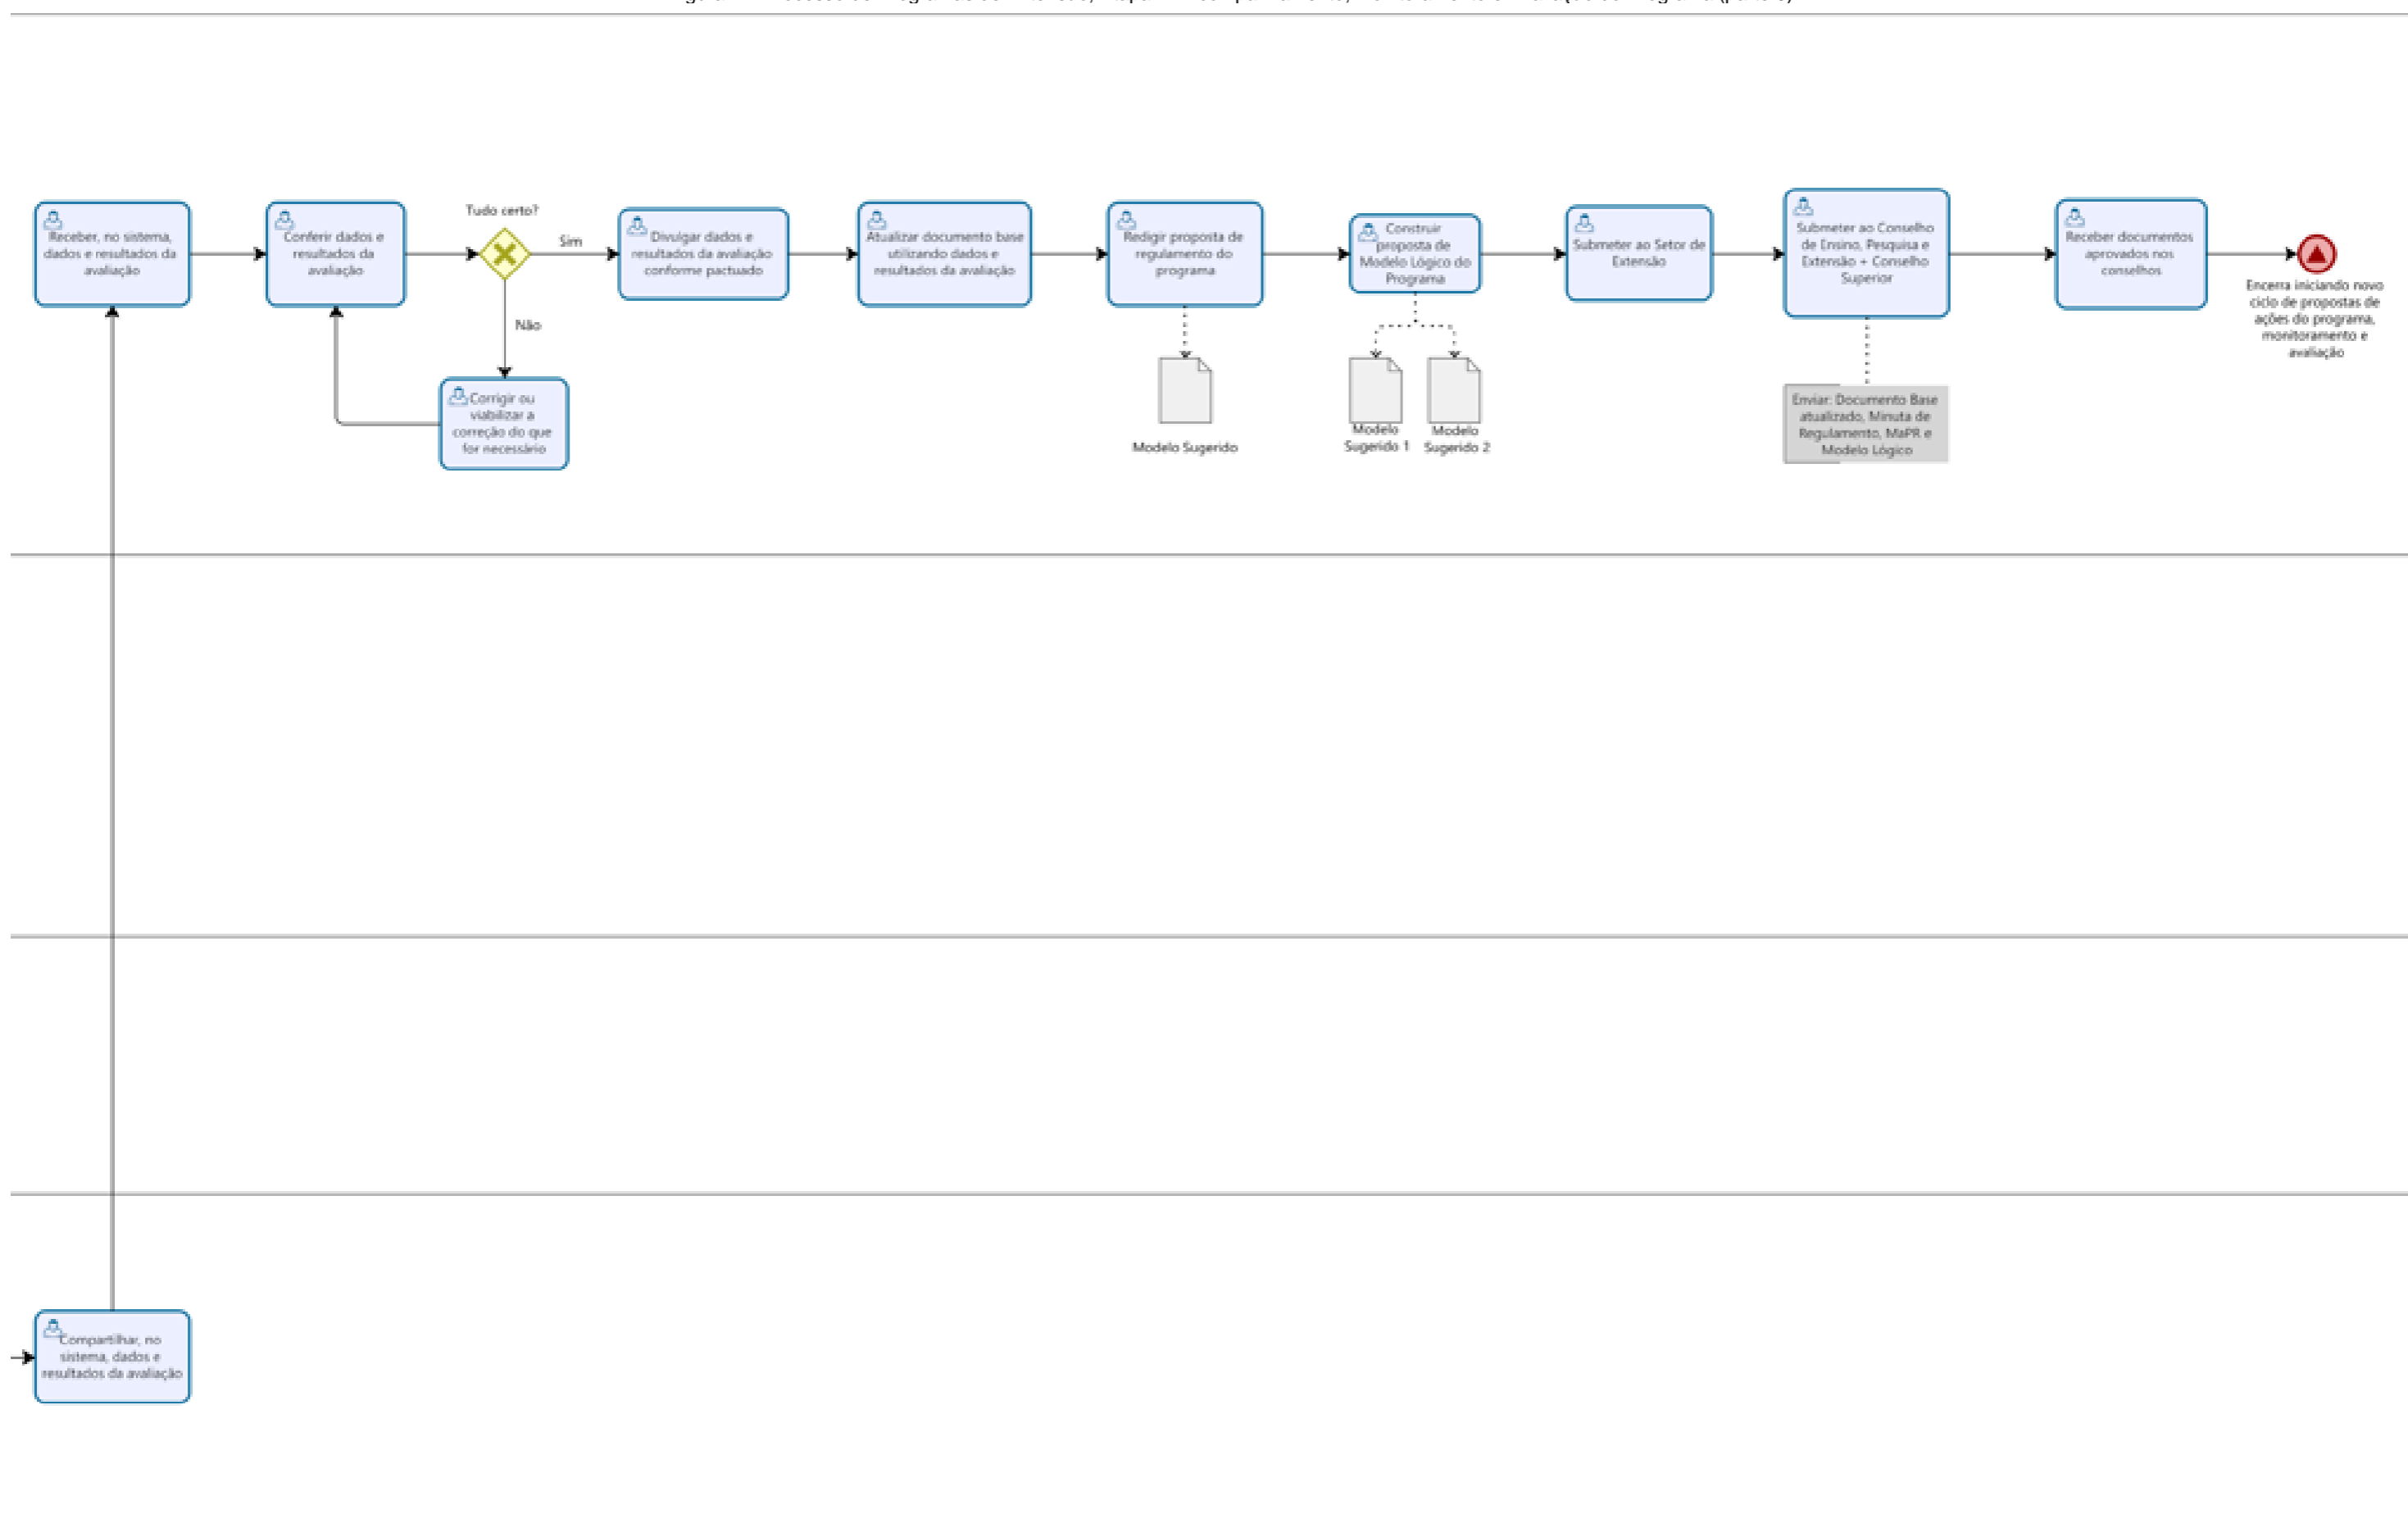 Receber, no sistema,
dados e resultados da
avaliação
Conferir dados e
resultados da
avaliação
Tudo certo?
Sim
Não
Corrigir ou
viabilizar a
correção do que
for necessário
Divulgar dados e
resultados da avaliação
conforme pactuado
Atualizar documento base
utilizando dados e
resultados da avaliação
Redigir proposta de
regulamento do
programa
Modelo Sugerido
Construir
proposta de
Modelo Lógico do
Programa
Modelo
Sugerido 1
Modelo
Sugerido 2
Submeter ao Setor de
Extensão
Submeter ao Conselho
de Ensino, Pesquisa e
Extensão + Conselho
Superior
Enviar: Documento Base
atualizado, Minuta de
Regulamento, MaPR e
Modelo Lógico
Receber documentos
aprovados nos
conselhos
Encerra iniciando novo
ciclo de propostas de
ações do programa,
monitoramento e
avaliação
Compartilhar, no
sistema, dados e
resultados da avaliação